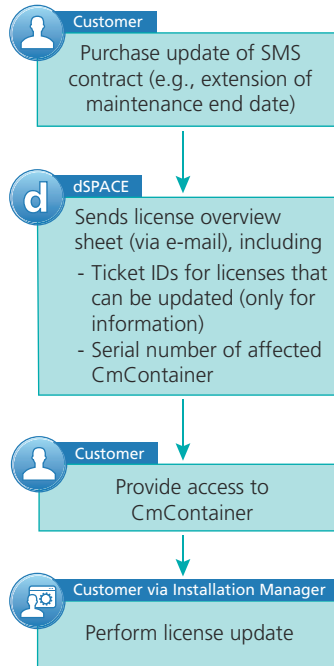 Customer
Purchase update of SMS
contract (e.g., extension of
maintenance end date)
d
dSPACE
Sends license overview
sheet (via e-mail), including
- Ticket IDs for licenses that
can be updated (only for
information)
- Serial number of affected
CmContainer
Customer
Provide access to
CmContainer
Customer via Installation Manager
Perform license update